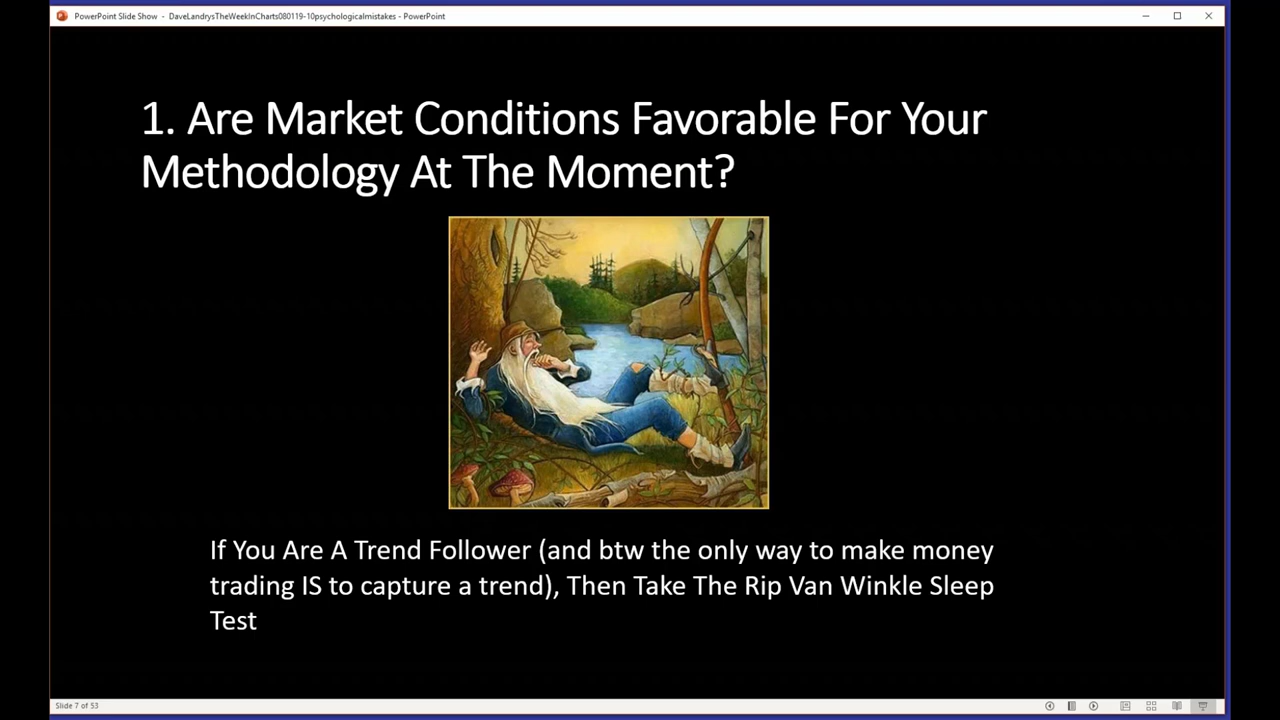 PowerPoint Slide Show - DaveLandrysTheWeekInCharts080119-10psychologicalmistakes - PowerPoint
1. Are Market Conditions Favorable For Your
Methodology At The Moment?
If You Are A Trend Follower (and btw the only way to make money
trading IS to capture a trend), Then Take The Rip Van Winkle Sleep
Test
Slide 7 of 53